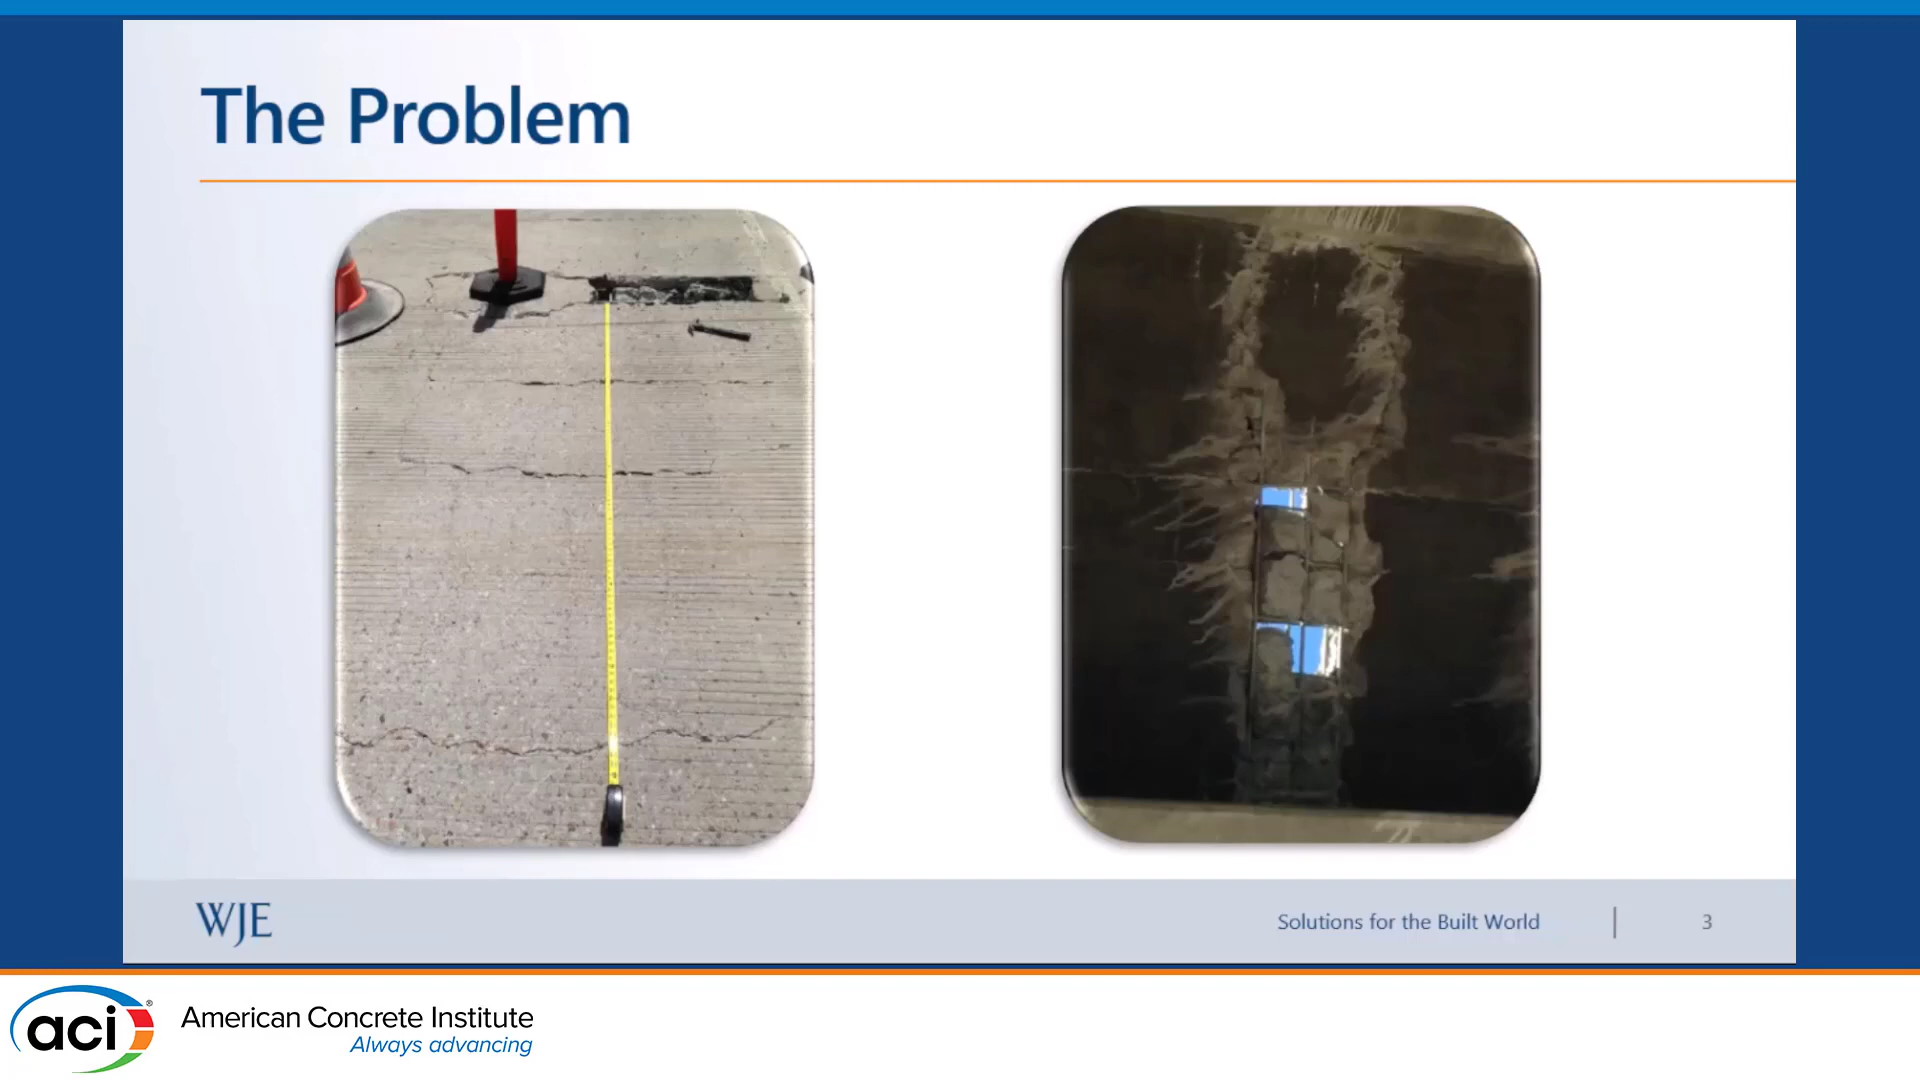 The Problem
WJE
Solutions for the Built World
3
aci®
American Concrete Institute
Always advancing